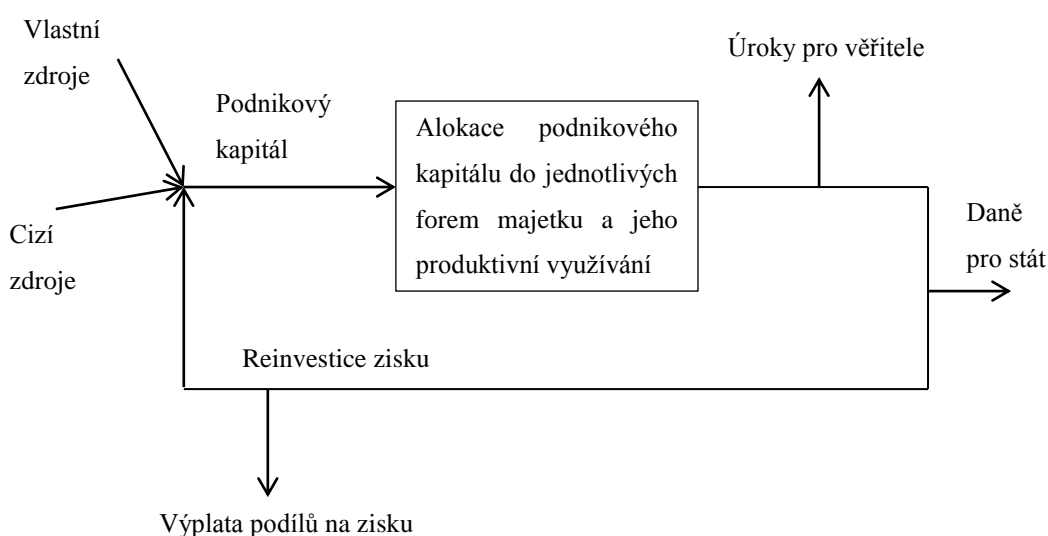 Vlastní
zdroje
Úroky pro věřitele
Podnikový
kapitál
Alokace podnikového
kapitálu do jednotlivých
forem majetku a jeho
produktivní využívání
Cizí
zdroje
Daně
pro stát
Reinvestice zisku
Výplata podílů na zisku